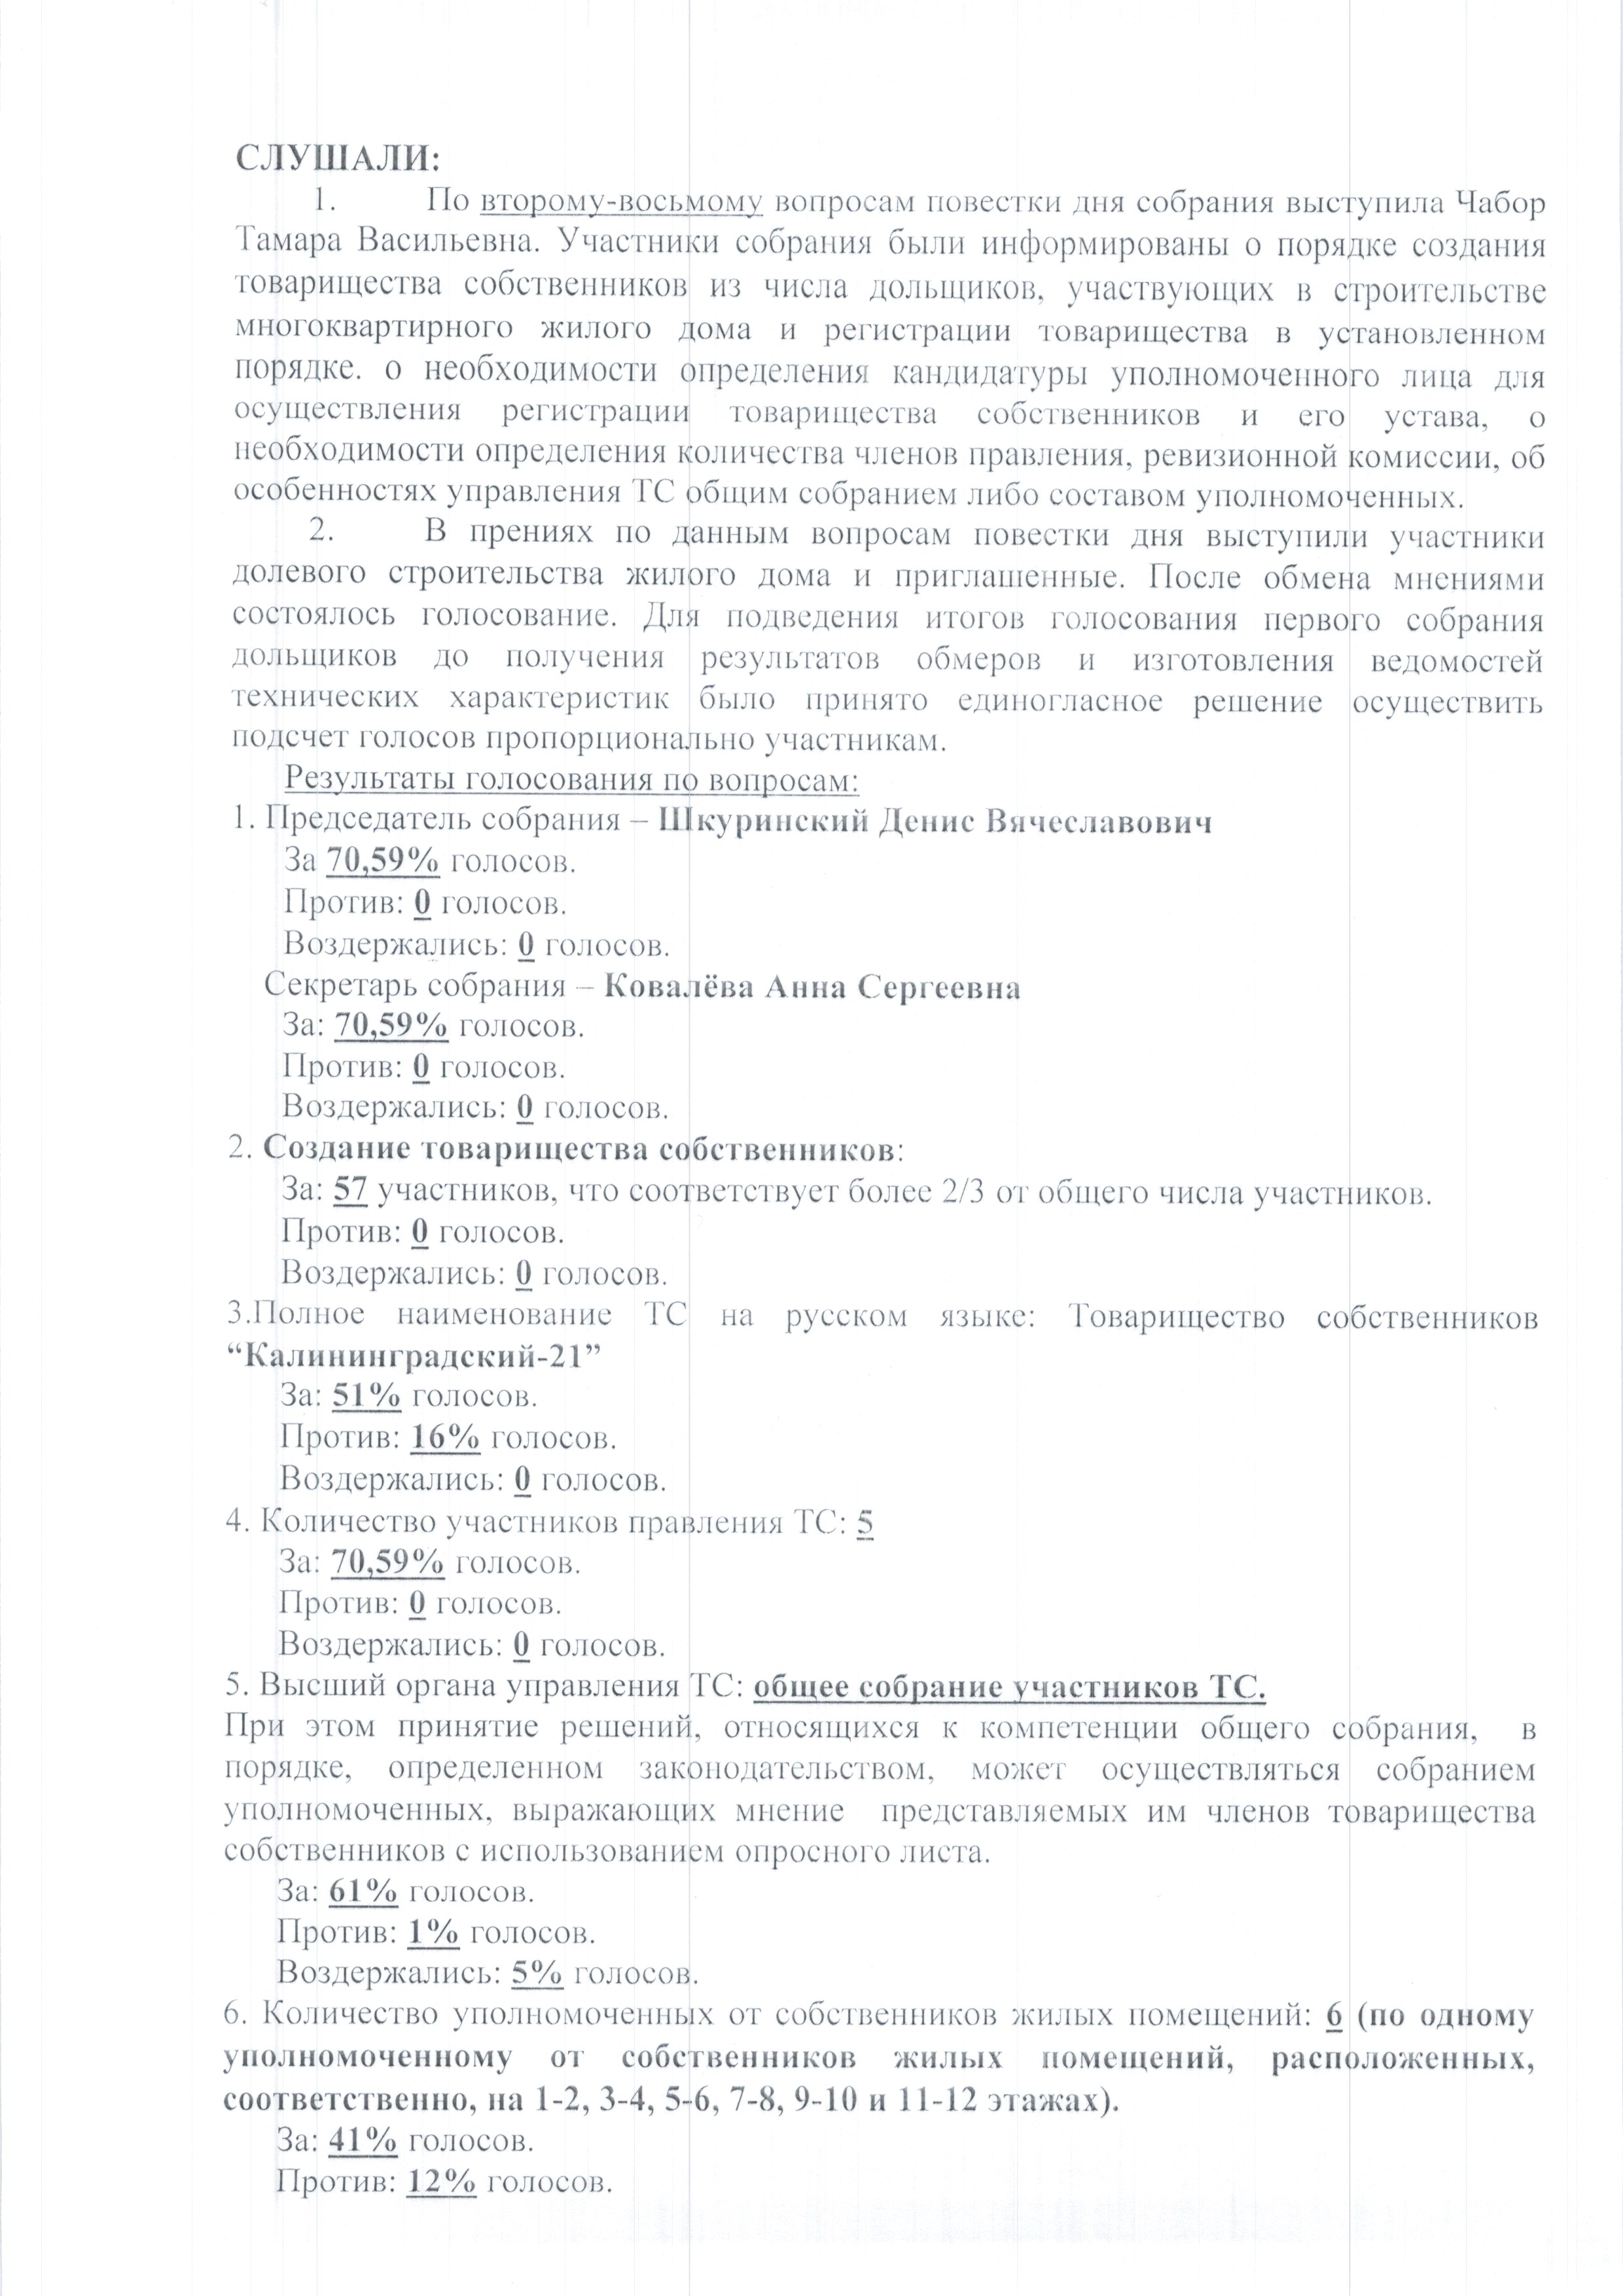 СЛУШАЛИ:
1. По второму-восьмому вопросам повестки дня собрания выступила Чабор
Тамара Васильевна. Участники собрания были информированы о порядке создания
товарищества собственников из числа дольщиков, участвующих в строительстве
многоквартирного жилого дома и регистрации товарищества в установленном
порядке. о необходимости определения кандидатуры уполномоченного лица для
осуществления регистрации товарищества собственников и его устава, о
необходимости определения количества членов правления, ревизионной комиссии, об
особенностях управления ТС общим собранием либо составом уполномоченных.
2. В прениях по данным вопросам повестки дня выступили участники
долевого строительства жилого дома и приглашенные. После обмена мнениями
состоялось голосование. Для подведения итогов голосования первого собрания
дольщиков до получения результатов обмеров и изготовления ведомостей
технических характеристик было принято единогласное решение осуществить
подсчет голосов пропорционально участникам.
Результаты голосования по вопросам:
1. Председатель собрания – Шкуринский Денис Вячеславович
За 70,59% голосов.
Против: 0 голосов.
Воздержались: 0 голосов.
Секретарь собрания – Ковалёва Анна Сергеевна
За: 70,59% голосов.
Против: 0 голосов.
Воздержались: 0 голосов.
2. Создание товарищества собственников:
За: 57 участников, что соответствует более 2/3 от общего числа участников.
Против: 0 голосов.
Воздержались: 0 голосов.
3.Полное наименование ТС на русском языке: Товарищество собственников
“Калининградский-21”
За: 51% голосов.
Против: 16% голосов.
Воздержались: 0 голосов.
4. Количество участников правления ТС: 5
За: 70,59% голосов.
Против: 0 голосов.
Воздержались: 0 голосов.
5. Высший органа управления ТС: общее собрание участников ТС.
При этом принятие решений, относящихся к компетенции общего собрания, в
порядке, определенном законодательством, может осуществляться собранием
уполномоченных, выражающих мнение представляемых им членов товарищества
собственников с использованием опросного листа.
За: 61% голосов.
Против: 1% голосов.
Воздержались: 5% голосов.
6. Количество уполномоченных от собственников жилых помещений: 6 (по одному
уполномоченному от собственников жилых помещений, расположенных,
соответственно, на 1-2, 3-4, 5-6, 7-8, 9-10 и 11-12 этажах).
За: 41% голосов.
Против: 12% голосов.